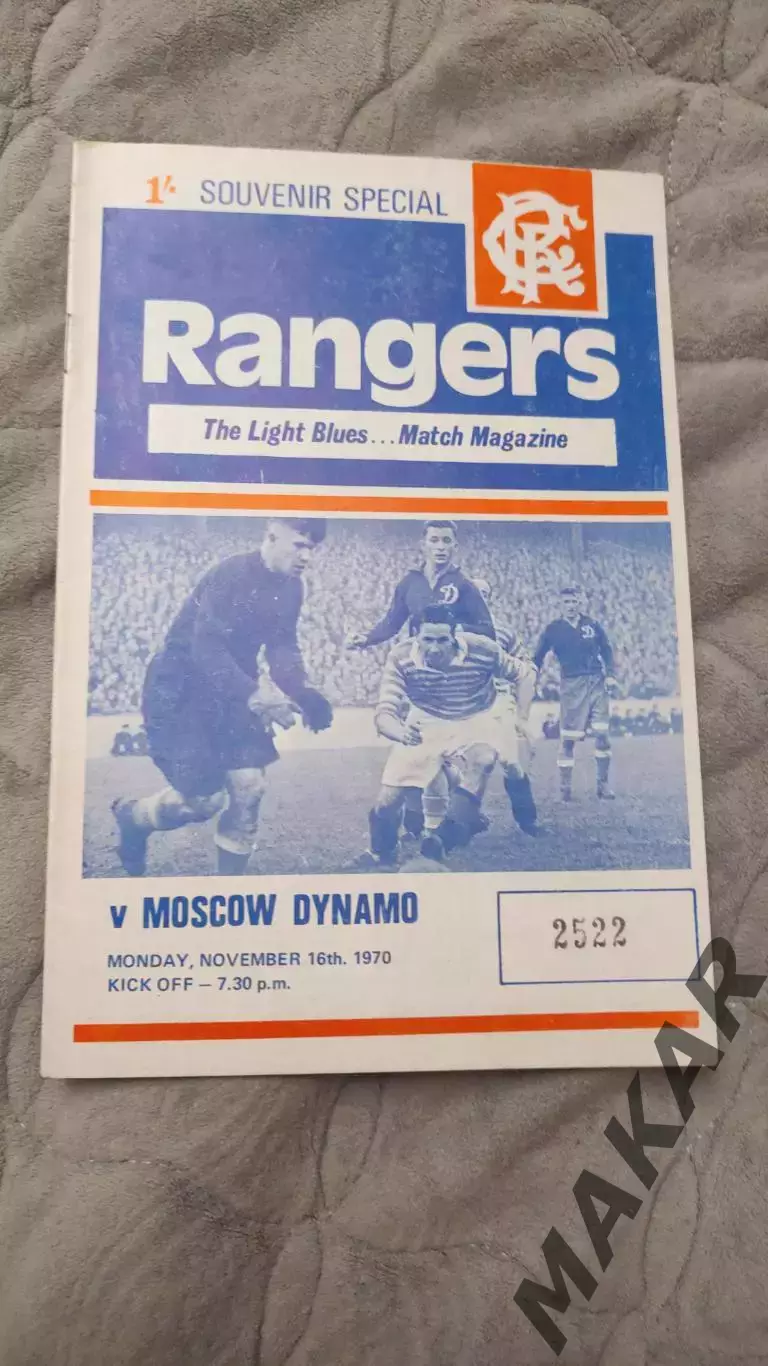 1/- SOUVENIR SPECIAL
Rangers
The Light Blues...Match Magazine
D
D
v MOSCOW DYNAMO
MONDAY, NOVEMBER 16th. 1970
KICK OFF – 7.30 p.m.
2522
MAKAR